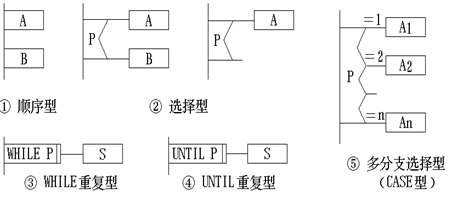 A
B
P
A
B
P
A
① 顺序型
② 选择型
WHILE P
S
③ WHILE重复型
UNTIL P
S
④ UNTIL重复型
P
=1
A1
=2
A2
=n
An
⑤ 多分支选择型
(CASE型)